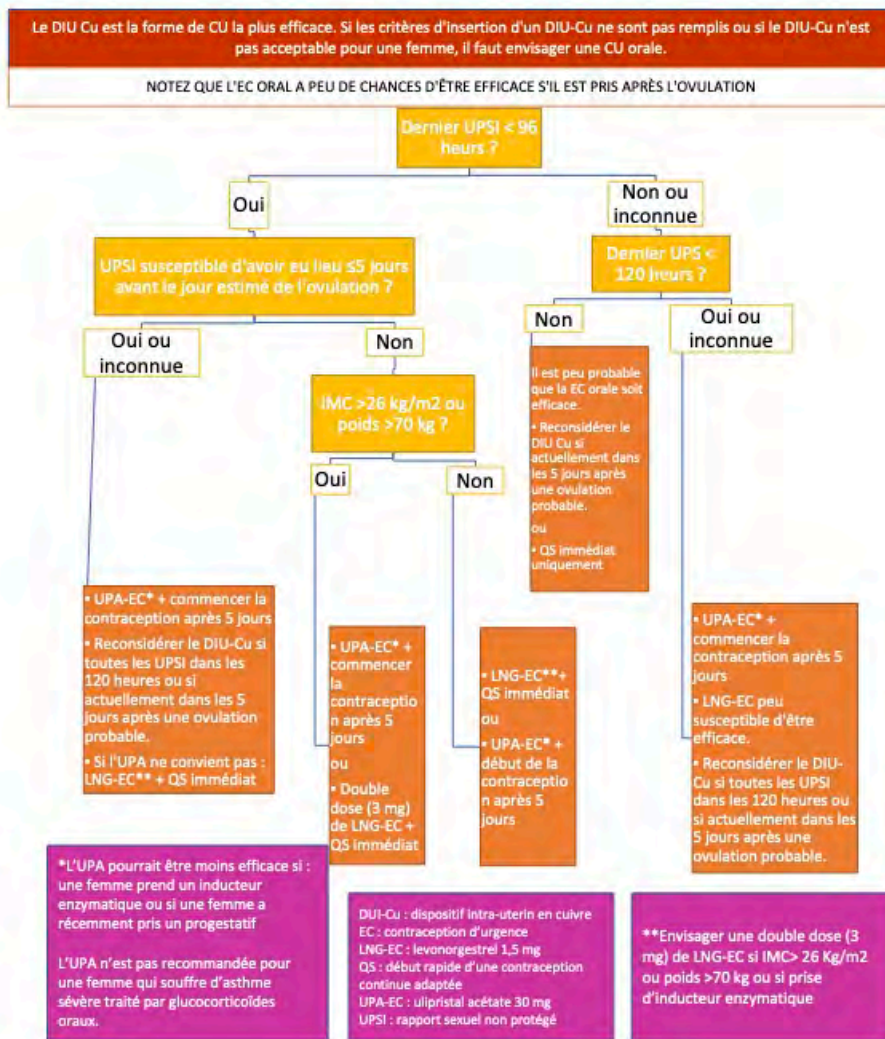 Le DIU Cu est la forme de CU la plus efficace. Si les critères d'insertion d'un DIU-Cu ne sont pas remplis ou si le DIU-Cu n'est
pas acceptable pour une femme, il faut envisager une CU orale.
NOTEZ QUE L'EC ORAL A PEU DE CHANCES D'ÊTRE EFFICACE S'IL EST PRIS APRÈS L'OVULATION
Dernier UPSI < 96
heurs ?
Oui
Non ou
inconnue
UPSI susceptible d'avoir eu lieu ≤5 jours
avant le jour estimé de l'ovulation ?
Dernier UPS <
120 heures ?
Oui ou
inconnue
Non
Non
Oui ou
inconnue
IMC >26 kg/m2 ou
poids >70 kg ?
Oui
Non
Il est peu probable
que la EC orale soit
efficace.
• Reconsidérer le
DIU Cu si
actuellement dans
les 5 jours après
une ovulation
probable.
ou
• QS immédiat
uniquement
▪ UPA-EC* + commencer la
contraception après 5 jours
▪ Reconsidérer le DIU-Cu si
toutes les UPSI dans les
120 heures ou si
actuellement dans les 5
jours après une ovulation
probable.
▪ Si l'UPA ne convient pas :
LNG-EC** + QS immédiat
▪ UPA-EC* +
commencer
la
contraceptio
n après 5
jours
ou
▪ Double
dose (3 mg)
de LNG-EC +
QS immédiat
▪ LNG-EC**+
QS immédiat
ou
▪ UPA-EC* +
début de la
contraceptio
n après 5
jours
▪ UPA-EC* +
commencer la
contraception après 5
jours
▪ LNG-EC peu
susceptible d'être
efficace.
▪ Reconsidérer le DIU-
Cu si toutes les UPSI
dans les 120 heures ou
si actuellement dans les
5 jours après une
ovulation probable.
*L'UPA pourrait être moins efficace si :
une femme prend un inducteur
enzymatique ou si une femme a
récemment pris un progestatif
L'UPA n'est pas recommandée pour
une femme qui souffre d'asthme
sévère traité par glucocorticoïdes
oraux.
DUI-Cu : dispositif intra-uterin en cuivre
EC : contraception d'urgence
LNG-EC : levonorgestrel 1,5 mg
QS : début rapide d'une contraception
continue adaptée
UPA-EC : ulipristal acétate 30 mg
UPSI : rapport sexuel non protégé
**Envisager une double dose (3
mg) de LNG-EC si IMC> 26 Kg/m2
ou poids >70 kg ou si prise
d'inducteur enzymatique